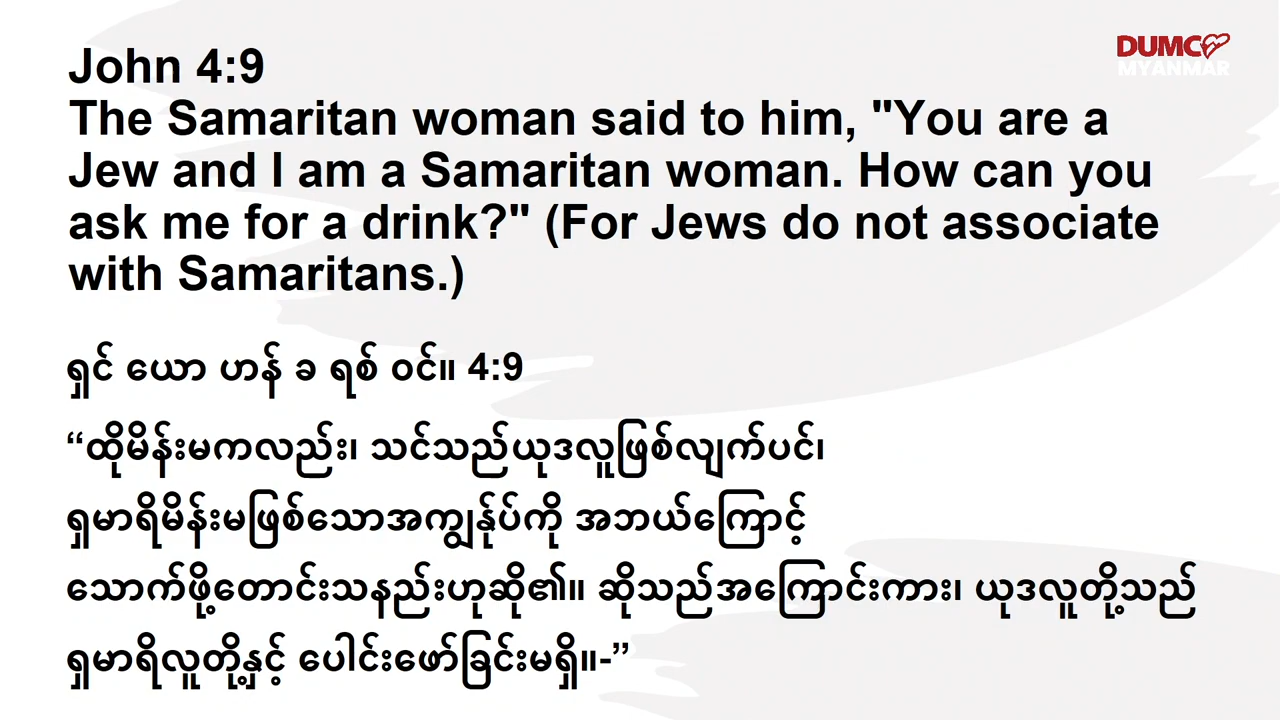 DUMC
MYANMAR
John 4:9
The Samaritan woman said to him, "You are a
Jew and I am a Samaritan woman. How can you
ask me for a drink?" (For Jews do not associate
with Samaritans.)
ရှင် ယော ဟန် ခ ရစ် ဝင်။ 4:9
“ထိုမိန်းမကလည်း၊ သင်သည်ယုဒလူဖြစ်လျက်ပင်၊
ရှမာရိမိန်းမဖြစ်သောအကျွန်ုပ်ကို အဘယ်ကြောင့်
သောက်ဖို့တောင်းသနည်းဟုဆို၏။ ဆိုသည်အကြောင်းကား၊ ယုဒလူတို့သည်
ရှမာရိလူတို့နှင့် ပေါင်းဖော်ခြင်းမရှိ။-”